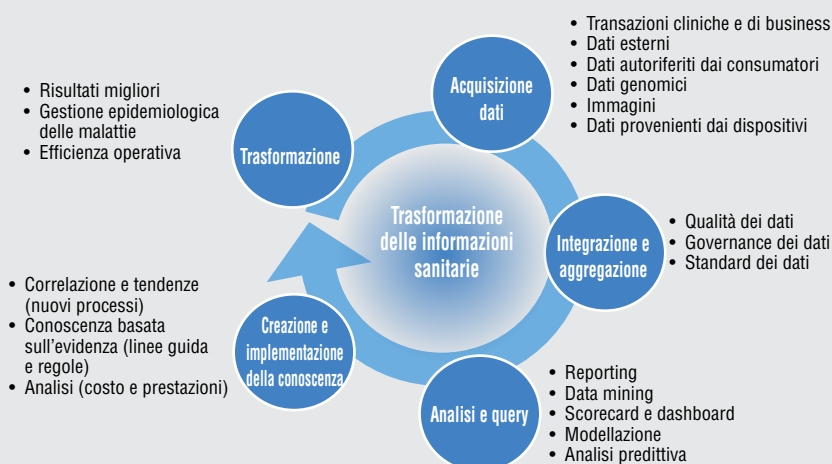 • Transazioni cliniche e di business
• Dati esterni
• Dati autoriferiti dai consumatori
• Dati genomici
• Immagini
• Dati provenienti dai dispositivi
Acquisizione
dati
• Risultati migliori
• Gestione epidemiologica
delle malattie
• Efficienza operativa
Trasformazione
Trasformazione
delle informazioni
sanitarie
Integrazione e
aggregazione
• Qualità dei dati
• Governance dei dati
• Standard dei dati
• Correlazione e tendenze
(nuovi processi)
• Conoscenza basata
sull'evidenza (linee guida
e regole)
• Analisi (costo e prestazioni)
Creazione e
implementazione
della conoscenza
Analisi e query
• Reporting
• Data mining
• Scorecard e dashboard
• Modellazione
• Analisi predittiva